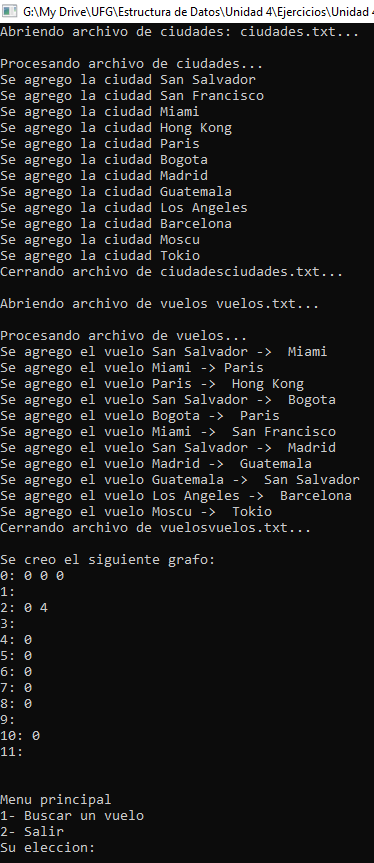 G:\My Drive\UFG\Estructura de Datos\Unidad 4\Ejercicios\Unidad 4
Abriendo archivo de ciudades: ciudades.txt...
Procesando archivo de ciudades...
Se agrego la ciudad San Salvador
Se agrego la ciudad San Francisco
Se agrego la ciudad Miami
Se agrego la ciudad Hong Kong
Se agrego la ciudad Paris
Se agrego la ciudad Bogota
Se agrego la ciudad Madrid
Se agrego la ciudad Guatemala
Se agrego la ciudad Los Angeles
Se agrego la ciudad Barcelona
Se agrego la ciudad Moscu
Se agrego la ciudad Tokio
Cerrando archivo de ciudadesciudades.txt...
Abriendo archivo de vuelos vuelos.txt...
Procesando archivo de vuelos...
Se agrego el vuelo San Salvador ->  Miami
Se agrego el vuelo Miami -> Paris
Se agrego el vuelo Paris ->  Hong Kong
Se agrego el vuelo San Salvador ->  Bogota
Se agrego el vuelo Bogota ->  Paris
Se agrego el vuelo Miami ->  San Francisco
Se agrego el vuelo San Salvador ->  Madrid
Se agrego el vuelo Madrid ->  Guatemala
Se agrego el vuelo Guatemala ->  San Salvador
Se agrego el vuelo Los Angeles ->  Barcelona
Se agrego el vuelo Moscu ->  Tokio
Cerrando archivo de vuelosvuelos.txt...
Se creo el siguiente grafo:
0: 0 0 0
1:
2: 0 4
3:
4: 0
5: 0
6: 0
7: 0
8: 0
9:
10: 0
11:
Menu principal
1- Buscar un vuelo
2- Salir
Su eleccion: